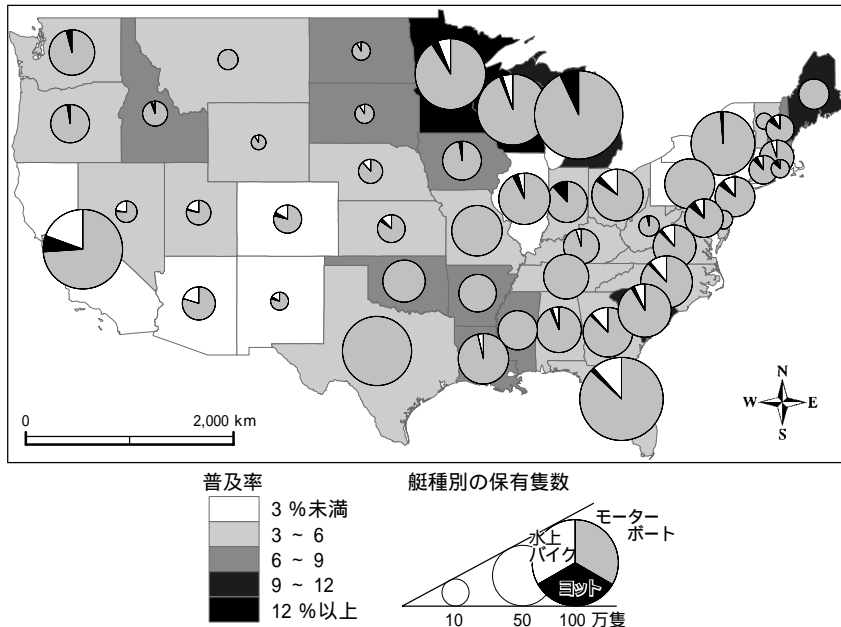 N
W E
S
0 2,000 km
普及率
3 %未満
3 ~ 6
6 ~ 9
9 ~ 12
12 %以上
艇種別の保有隻数
水上
バイク
モーター
ボート
ヨット
10 50 100 万隻